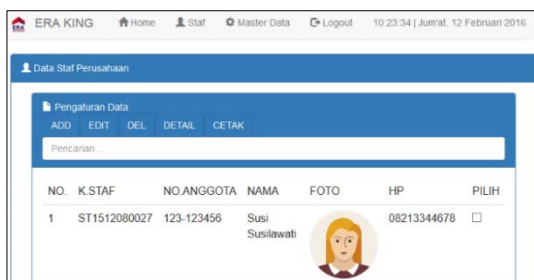 ERA KING Home Staf Master Data Logout 10:23:34 | Jum'at, 12 Februari 2016
ERA
Data Staf Perusahaan
Pengaturan Data
ADD EDIT DEL DETAIL CETAK
Pencarian ...
NO. K.STAF NO.ANGGOTA NAMA FOTO HP PILIH
1 ST1512080027 123-123456 Susi 08213344678
Susilawati